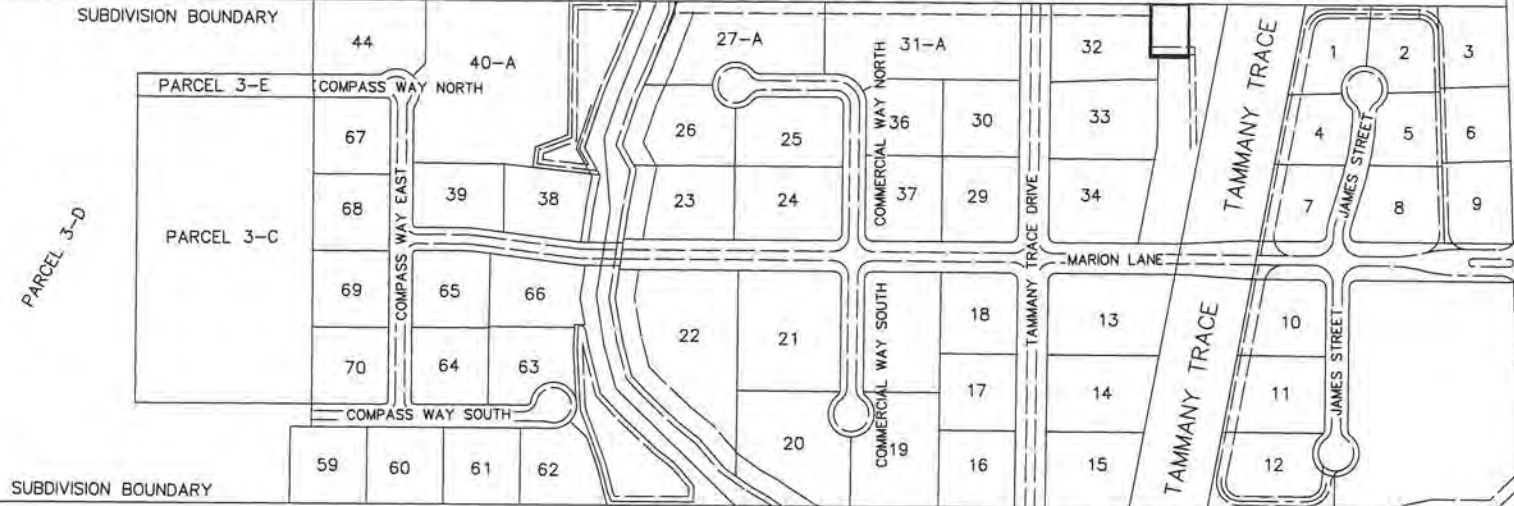 SUBDIVISION BOUNDARY
44
40-A
27-A
31-A
32
TAMMANY TRACE
1
2
3
PARCEL 3-E
COMPASS WAY NORTH
COMMERCIAL WAY NORTH
67
26
25
36
30
33
4
5
6
JAMES STREET
68
39
38
23
24
37
29
34
7
8
9
PARCEL 3-D
PARCEL 3-C
COMPASS WAY EAST
TAMMANY TRACE DRIVE
MARION LANE
69
65
66
22
21
18
13
10
TAMMANY TRACE
JAMES STREET
70
64
63
17
14
11
COMPASS WAY SOUTH
COMMERCIAL WAY SOUTH
59
60
61
62
20
19
16
15
12
SUBDIVISION BOUNDARY